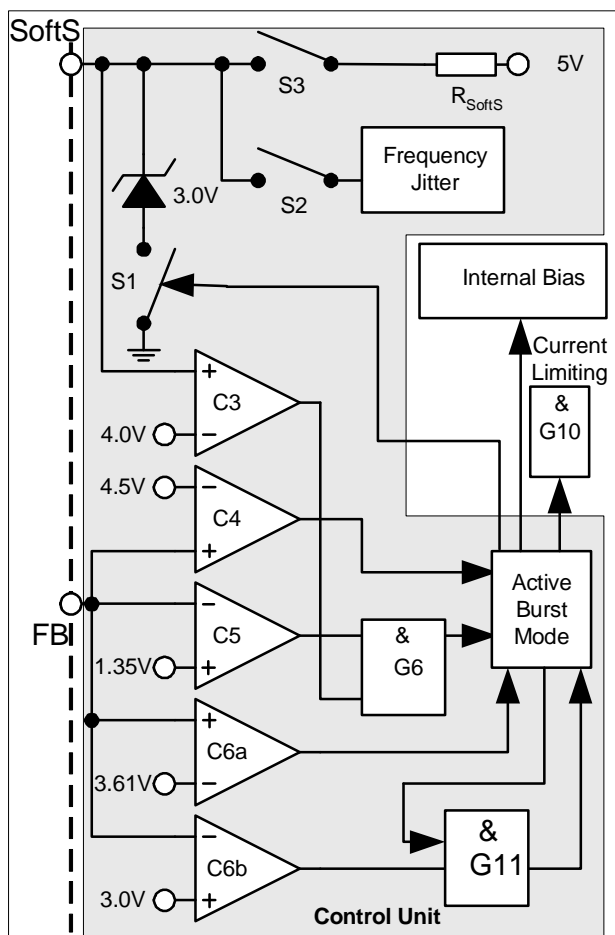 SoftS
5V
S3
R SoftS
Frequency
Jitter
3.0V
S2
S1
Internal Bias
Current
Limiting
+
C3
&
G10
4.0V
−
4.5V
−
C4
+
Active
Burst
Mode
FB
−
C5
&
G6
1.35V
+
+
C6a
3.61V
−
−
C6b
&
G11
3.0V
+
Control Unit